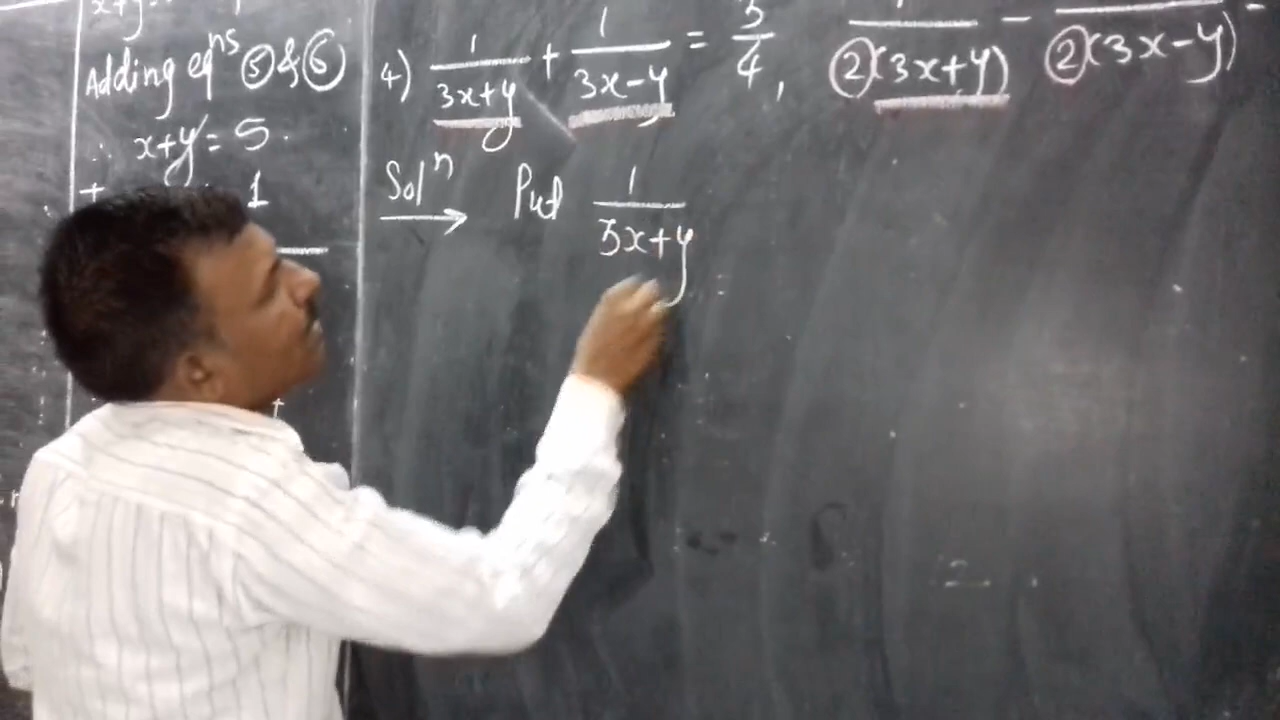 Adding eqns ⑤ & ⑥
∴ x+y = 5
+ 1
4) 1/(3x+y) + 1/(3x-y) = 3/4, 1/(②(3x+y)) - /(②(3x-y)) =
Soln → Put 1/(3x+y)